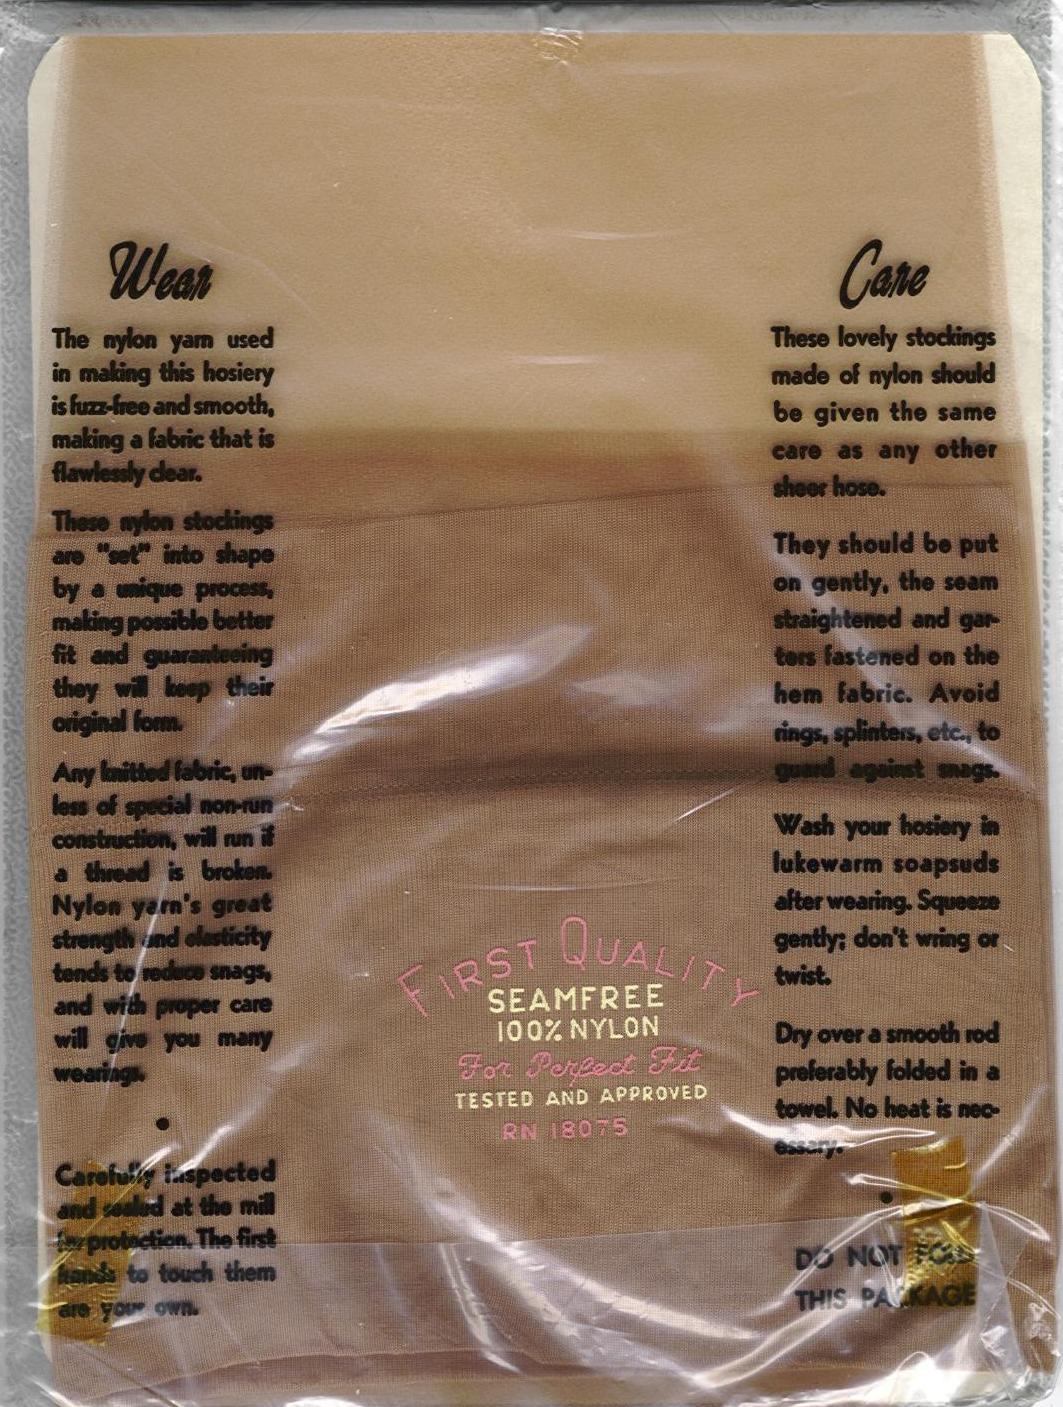 Wear
The nylon yarn used
in making this hosiery
is fuzz-free and smooth,
making a fabric that is
flawlessly clear.
These nylon stockings
are "set" into shape
by a unique process,
making possible better
fit and guaranteeing
they will keep their
original form.
Any knitted fabric, un-
less of special non-run
construction, will run if
a thread is broken.
Nylon yarn's great
strength and elasticity
tends to reduce snags,
and with proper care
will give you many
wearings.
•
Carefully inspected
and sealed at the mill
for protection. The first
hands to touch them
are your own.
FIRST QUALITY
SEAMFREE
100% NYLON
For Perfect Fit
TESTED AND APPROVED
RN 18075
Care
These lovely stockings
made of nylon should
be given the same
care as any other
sheer hose.
They should be put
on gently, the seam
straightened and gar-
ters fastened on the
hem fabric. Avoid
rings, splinters, etc., to
guard against snags.
Wash your hosiery in
lukewarm soapsuds
after wearing. Squeeze
gently; don't wring or
twist.
Dry over a smooth rod
preferably folded in a
towel. No heat is nec-
essary.
•
DO NOT FOLD
THIS PACKAGE